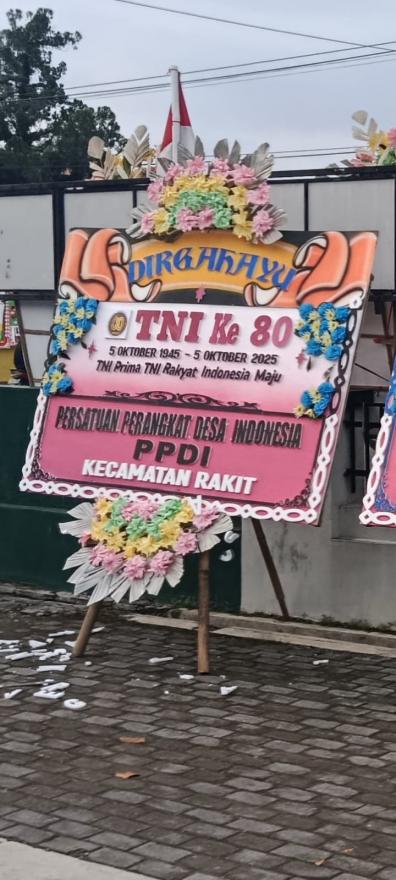 DIRGAHAYU
TNI Ke 80
5 OKTOBER 1945 - 5 OKTOBER 2025
TNI Prima TNI Rakyat Indonesia Maju
PERSATUAN PERANGKAT DESA INDONESIA
PPDI
KECAMATAN RAKIT